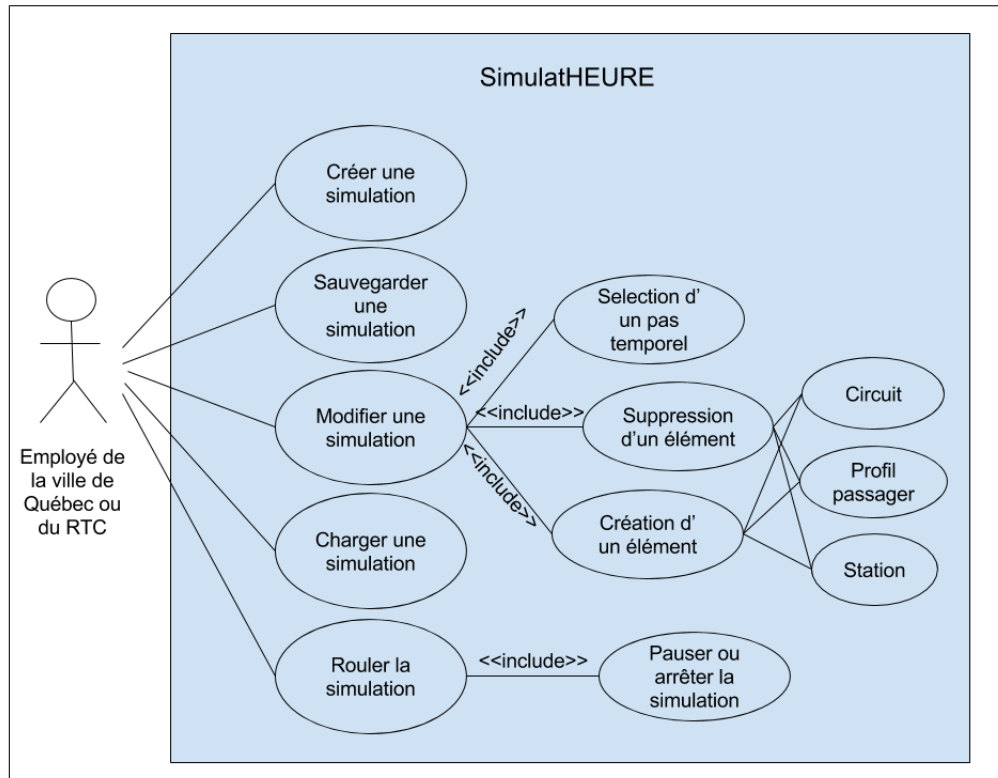 SimulatHEURE
Créer une
simulation
Sauvegarder
une
simulation
<<include>>
Selection d'
un pas
temporel
Modifier une
simulation
<<include>>
Suppression
d'un élément
Circuit
Employé de
la ville de
Québec ou
du RTC
<<include>>
Profil
passager
Charger une
simulation
Création d'
un élément
Station
Rouler la
simulation
<<include>>
Pauser ou
arrêter la
simulation